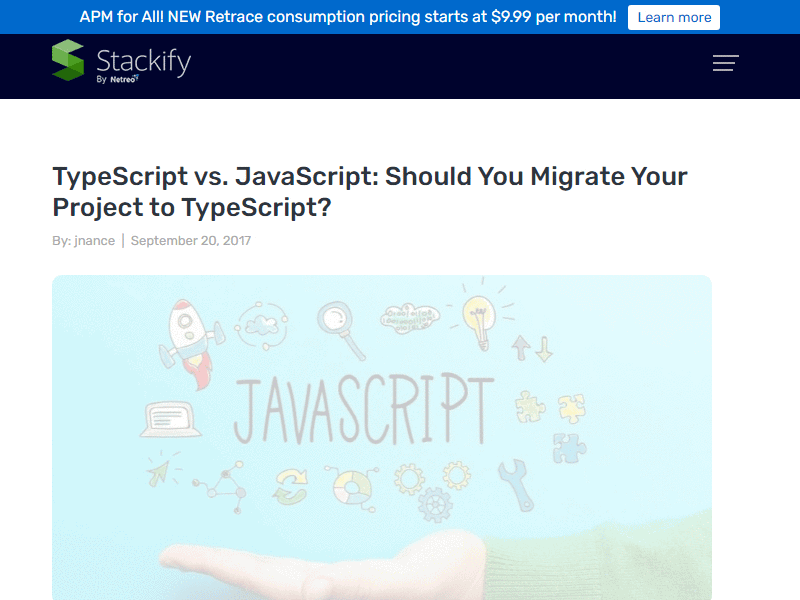 APM for All! NEW Retrace consumption pricing starts at $9.99 per month! Learn more
Stackify
By Netreo
TypeScript vs. JavaScript: Should You Migrate Your
Project to TypeScript?
By: jnance | September 20, 2017
JAVASCRIPT